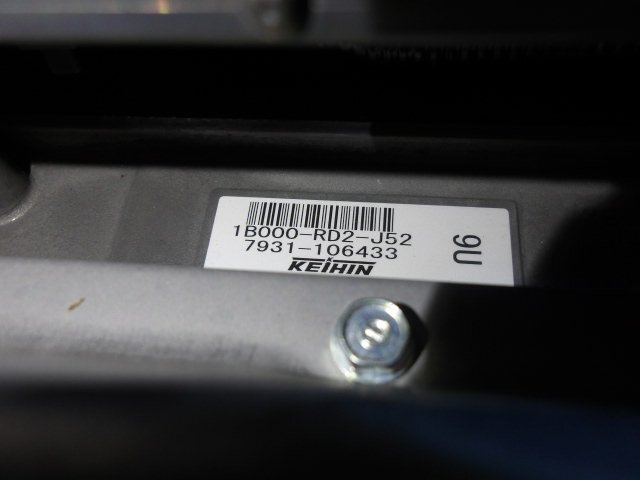 1B000-RD2-J52
7931-106433
KEIHIN
9U